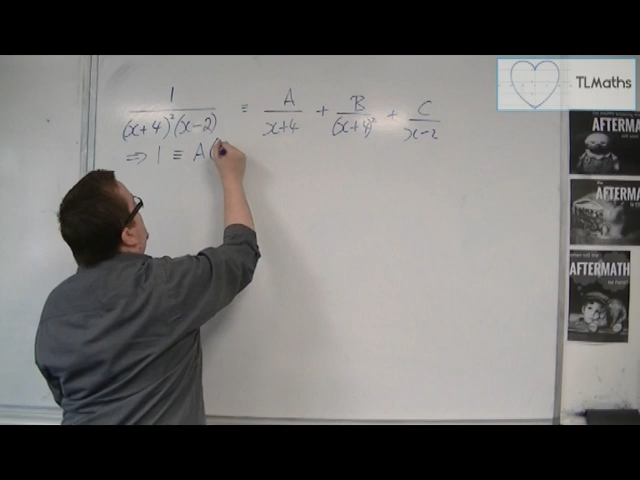 TLMaths
1/((x+4)²(x-2)) ≡ A/(x+4) + B/(x+4)² + C/(x-2)
⇒ 1 ≡ A(
AFTERMATH
AFTERMATH
AFTERMATH